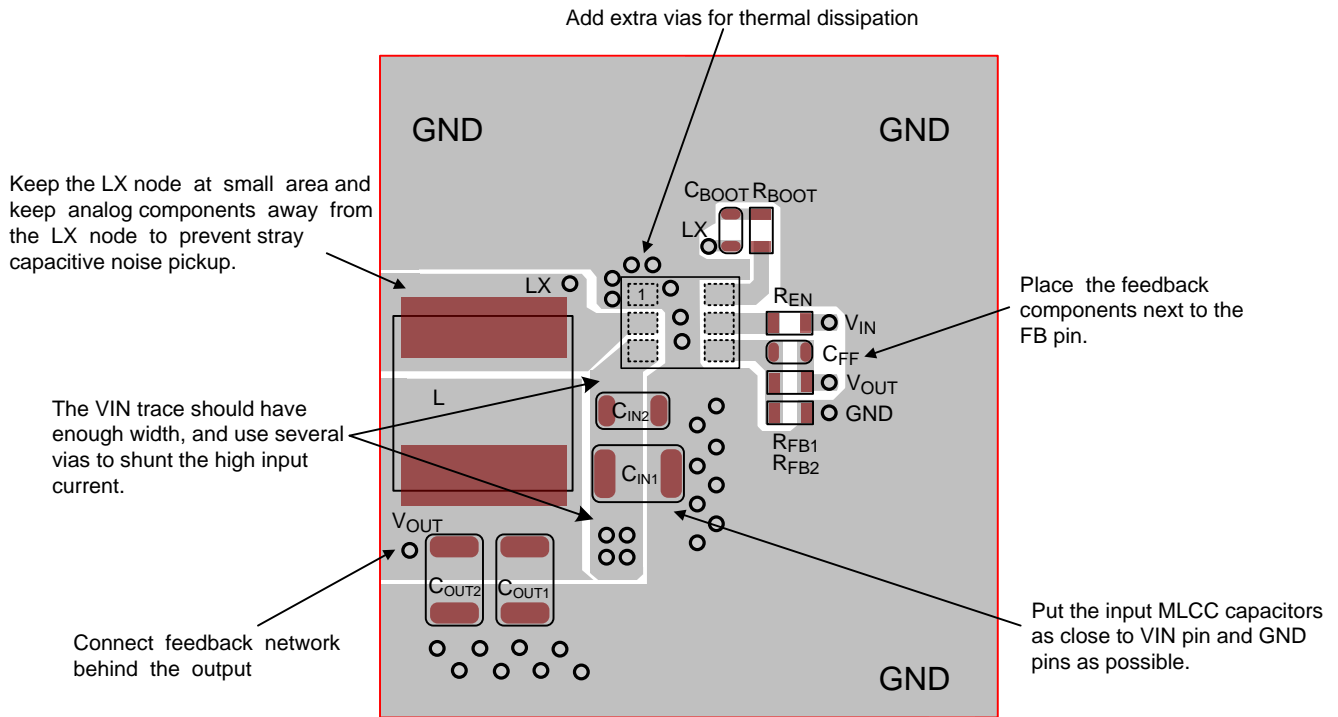 Add extra vias for thermal dissipation
GND
GND
Keep the LX node at small area and
keep analog components away from
the LX node to prevent stray
capacitive noise pickup.
CBOOT
RBOOT
LX
LX
1
REN
VIN
CFF
VOUT
GND
RFB1
RFB2
Place the feedback
components next to the
FB pin.
L
CIN2
CIN1
The VIN trace should have
enough width, and use several
vias to shunt the high input
current.
VOUT
COUT2
COUT1
Connect feedback network
behind the output
Put the input MLCC capacitors
as close to VIN pin and GND
pins as possible.
GND